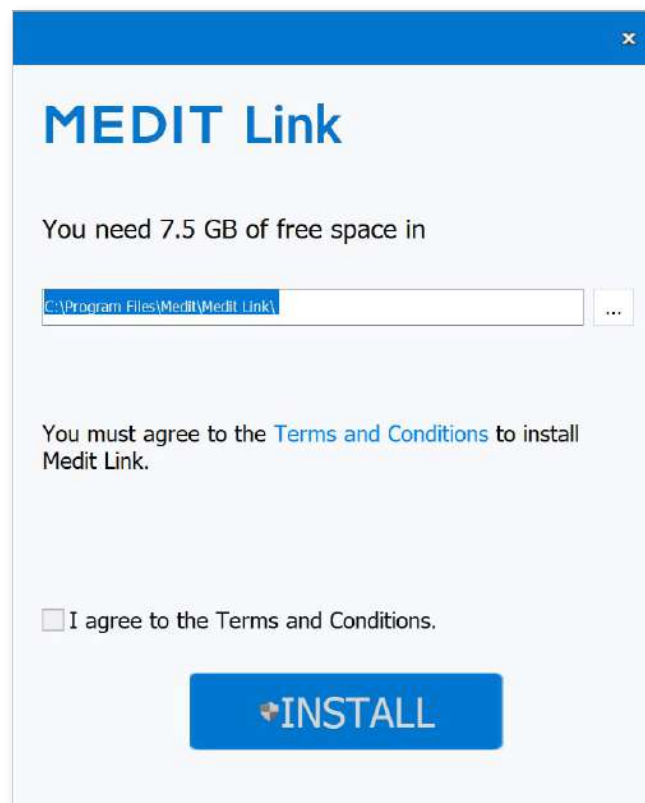 MEDIT Link
You need 7.5 GB of free space in
C:\Program Files\Medit\Medit Link\
...
You must agree to the Terms and Conditions to install
Medit Link.
I agree to the Terms and Conditions.
INSTALL